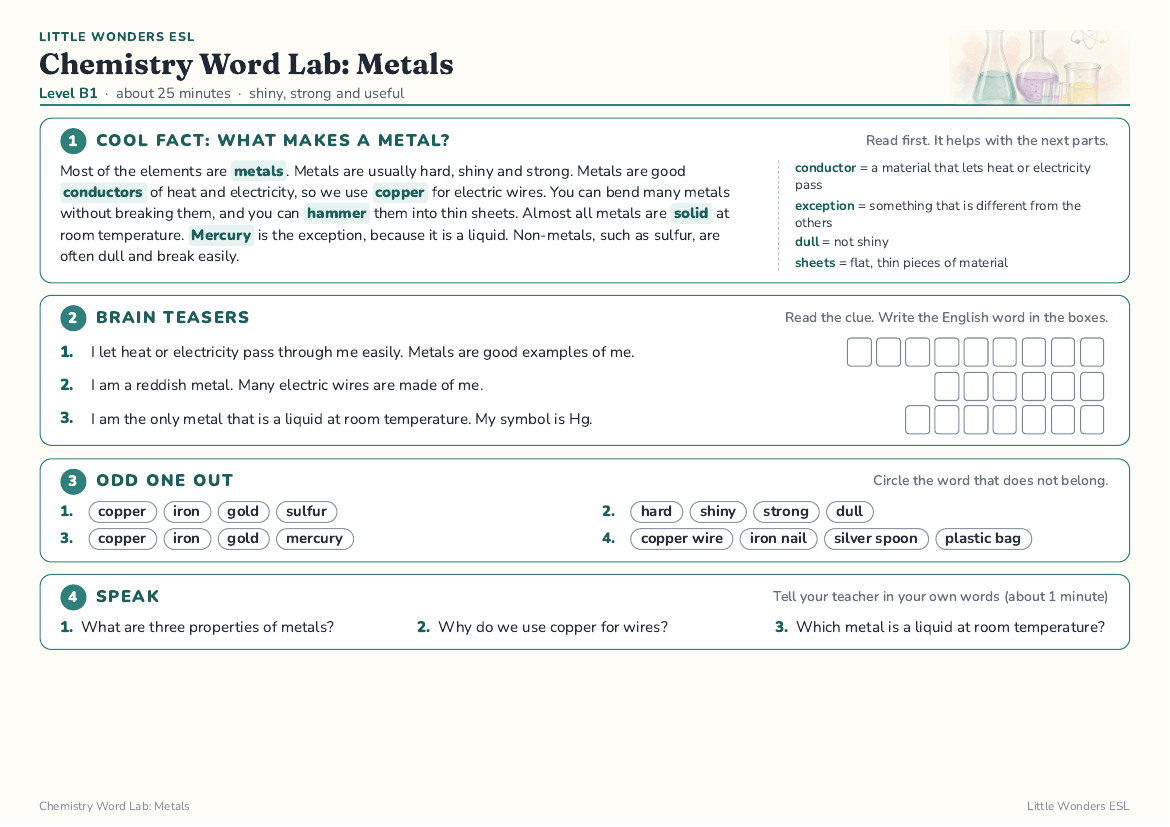 LITTLE WONDERS ESL
Chemistry Word Lab: Metals
Level B1 · about 25 minutes · shiny, strong and useful
1 COOL FACT: WHAT MAKES A METAL?
Read first. It helps with the next parts.
Most of the elements are metals. Metals are usually hard, shiny and strong. Metals are good
conductors of heat and electricity, so we use copper for electric wires. You can bend many metals
without breaking them, and you can hammer them into thin sheets. Almost all metals are solid at
room temperature. Mercury is the exception, because it is a liquid. Non-metals, such as sulfur, are
often dull and break easily.
conductor = a material that lets heat or electricity
pass
exception = something that is different from the
others
dull = not shiny
sheets = flat, thin pieces of material
2 BRAIN TEASERS
Read the clue. Write the English word in the boxes.
1. I let heat or electricity pass through me easily. Metals are good examples of me.
2. I am a reddish metal. Many electric wires are made of me.
3. I am the only metal that is a liquid at room temperature. My symbol is Hg.
3 ODD ONE OUT
Circle the word that does not belong.
1. copper iron gold sulfur
2. hard shiny strong dull
3. copper iron gold mercury
4. copper wire iron nail silver spoon plastic bag
4 SPEAK
Tell your teacher in your own words (about 1 minute)
1. What are three properties of metals?
2. Why do we use copper for wires?
3. Which metal is a liquid at room temperature?
Chemistry Word Lab: Metals
Little Wonders ESL